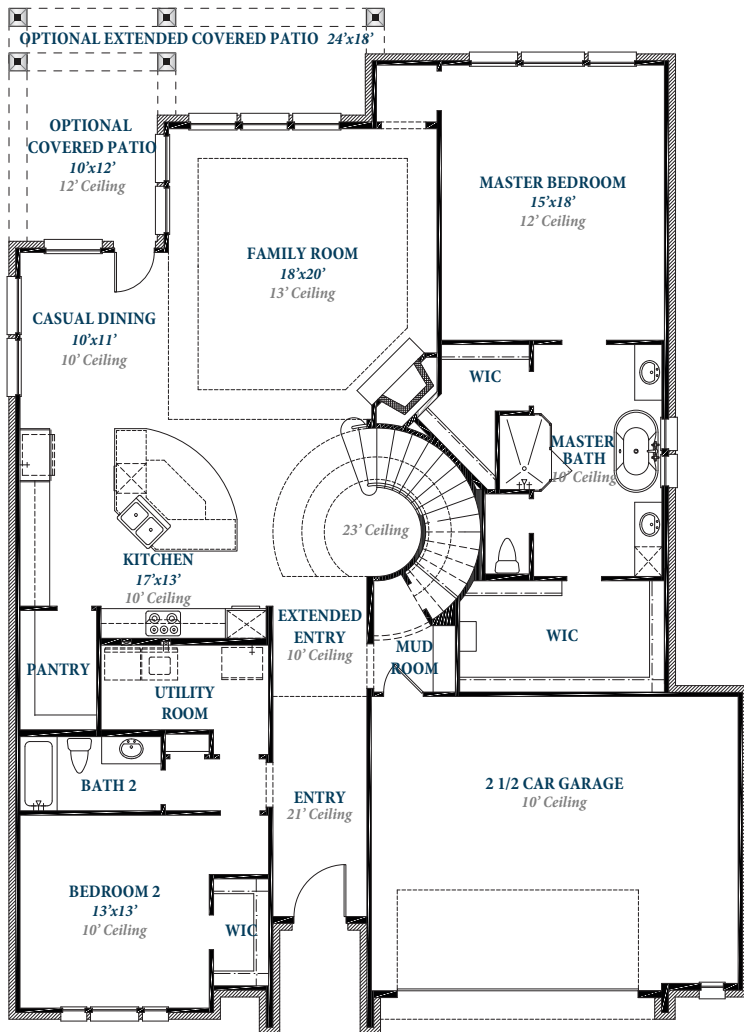 OPTIONAL EXTENDED COVERED PATIO 24'x18'
OPTIONAL
COVERED PATIO
10'x12'
12' Ceiling
MASTER BEDROOM
15'x18'
12' Ceiling
FAMILY ROOM
18'x20'
13' Ceiling
CASUAL DINING
10'x11'
10' Ceiling
WIC
MASTER
BATH
10' Ceiling
23' Ceiling
KITCHEN
17'x13'
10' Ceiling
EXTENDED
ENTRY
10' Ceiling
MUD
ROOM
WIC
PANTRY
UTILITY
ROOM
BATH 2
ENTRY
21' Ceiling
2 1/2 CAR GARAGE
10' Ceiling
BEDROOM 2
13'x13'
10' Ceiling
WIC